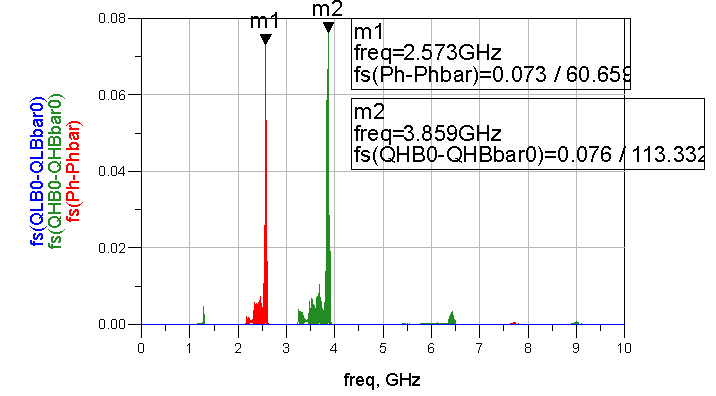 m1
m2
m1
freq=2.573GHz
fs(Ph-Phbar)=0.073 / 60.659
m2
freq=3.859GHz
fs(QHB0-QHBbar0)=0.076 / 113.332
fs(QLB0-QLBbar0)
fs(QHB0-QHBbar0)
fs(Ph-Phbar)
0.08
0.06
0.04
0.02
0.00
0 1 2 3 4 5 6 7 8 9 10
freq, GHz